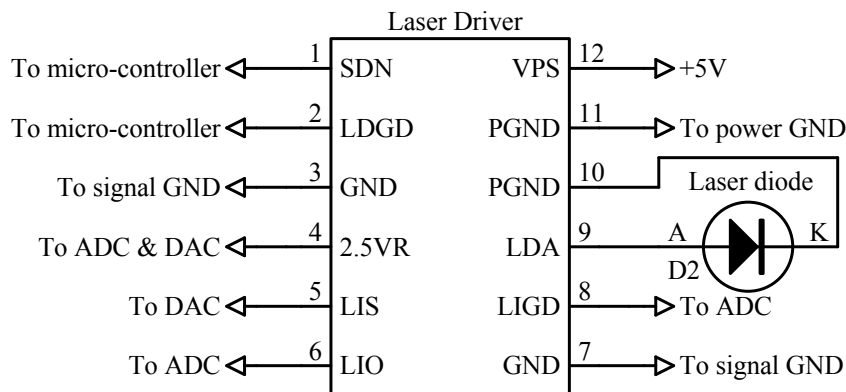 Laser Driver
To micro-controller 1 SDN VPS 12 +5V
To micro-controller 2 LDGD PGND 11 To power GND
To signal GND 3 GND PGND 10 Laser diode
To ADC & DAC 4 2.5VR LDA 9 A K
D2
To DAC 5 LIS LIGD 8 To ADC
To ADC 6 LIO GND 7 To signal GND